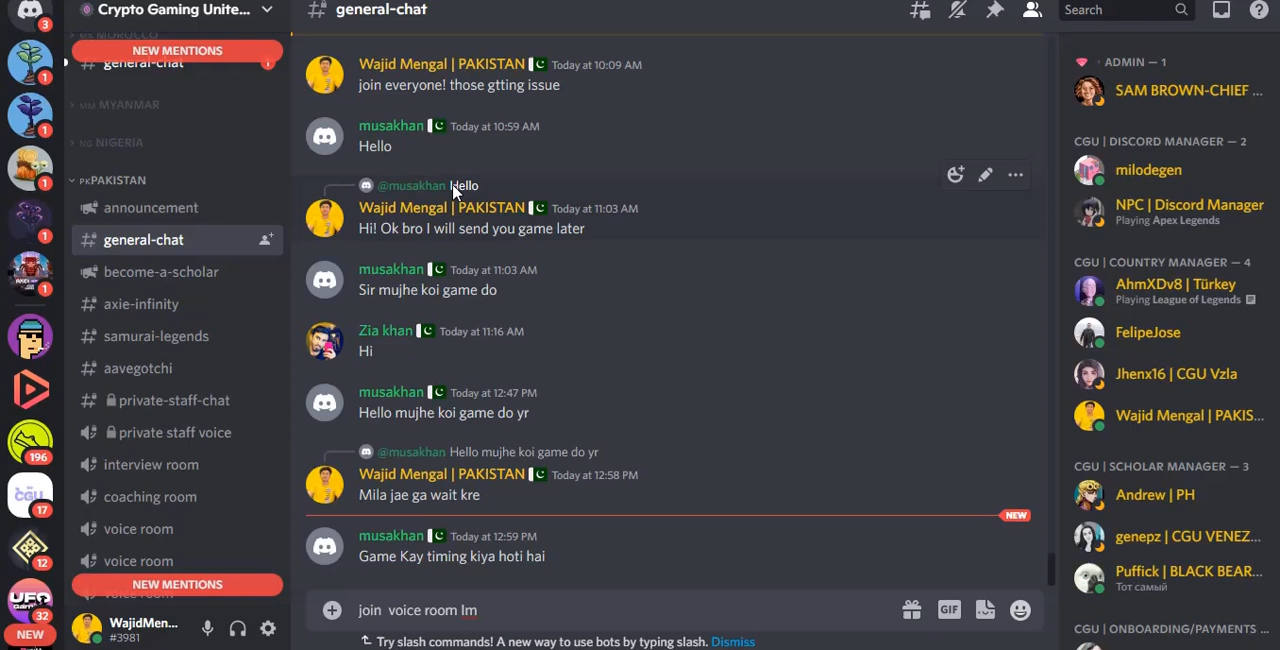 3
1
1
1
1
1
196
17
12
32
NEW
Crypto Gaming Unite...
MOROCCO
NEW MENTIONS
general-chat
MM MYANMAR
NG NIGERIA
PK PAKISTAN
announcement
general-chat
become-a-scholar
axie-infinity
samurai-legends
aavegotchi
private-staff-chat
private staff voice
interview room
coaching room
voice room
voice room
NEW MENTIONS
WajidMen...
#3981
general-chat
Search
Wajid Mengal | PAKISTAN Today at 10:09 AM
join everyone! those gtting issue
musakhan Today at 10:59 AM
Hello
@musakhan Hello
Wajid Mengal | PAKISTAN Today at 11:03 AM
Hi! Ok bro I will send you game later
musakhan Today at 11:03 AM
Sir mujhe koi game do
Zia khan Today at 11:16 AM
Hi
musakhan Today at 12:47 PM
Hello mujhe koi game do yr
@musakhan Hello mujhe koi game do yr
Wajid Mengal | PAKISTAN Today at 12:58 PM
Mila jae ga wait kre
NEW
musakhan Today at 12:59 PM
Game Kay timing kiya hoti hai
join voice room Im
GIF
Try slash commands! A new way to use bots by typing slash. Dismiss
ADMIN — 1
SAM BROWN-CHIEF ...
CGU | DISCORD MANAGER — 2
milodegen
NPC | Discord Manager
Playing Apex Legends
CGU | COUNTRY MANAGER — 4
AhmXDv8 | Türkey
Playing League of Legends
FelipeJose
Jhenx16 | CGU Vzla
Wajid Mengal | PAKIS...
CGU | SCHOLAR MANAGER — 3
Andrew | PH
genepz | CGU VENEZ...
Puffick | BLACK BEAR...
Тот самый
CGU | ONBOARDING/PAYMENTS ...